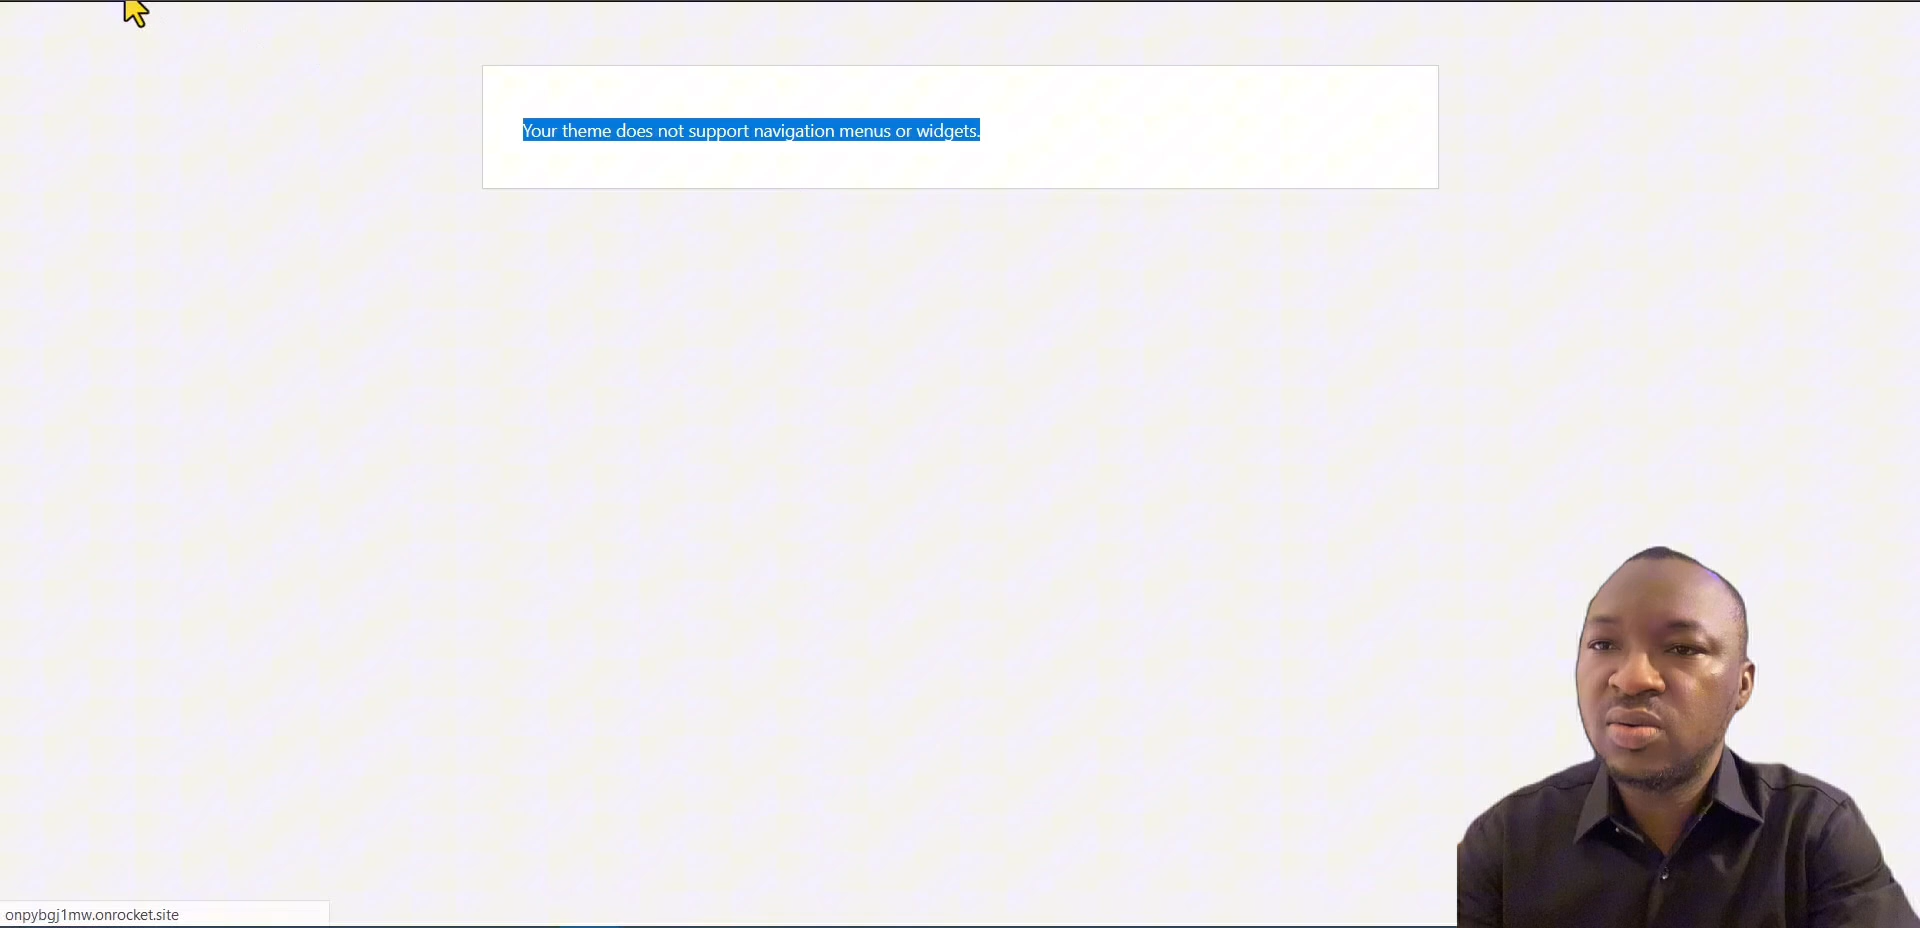 Your theme does not support navigation menus or widgets.
onpybgj1mw.onrocket.site